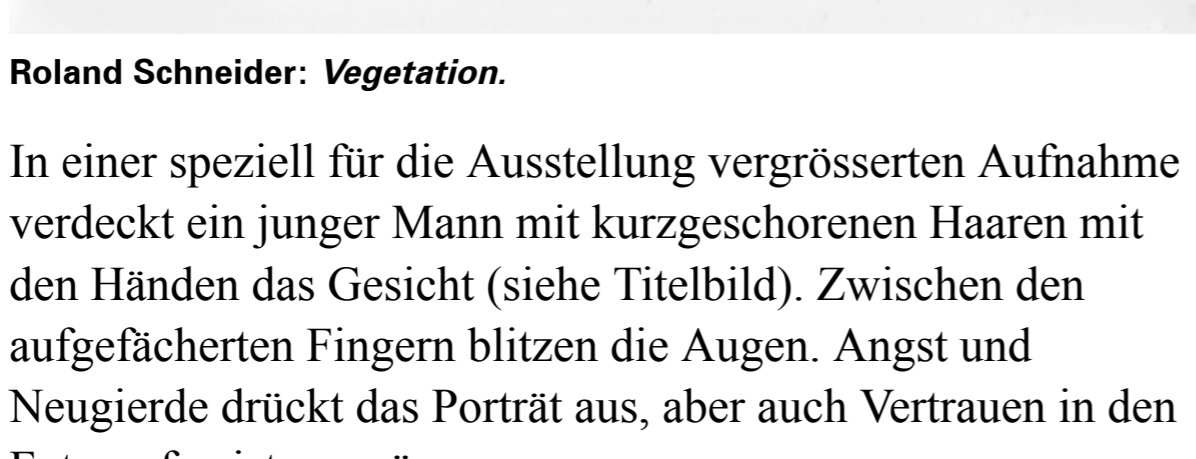 Roland Schneider: Vegetation.
In einer speziell für die Ausstellung vergrösserten Aufnahme
verdeckt ein junger Mann mit kurzgeschorenen Haaren mit
den Händen das Gesicht (siehe Titelbild). Zwischen den
aufgefächerten Fingern blitzen die Augen. Angst und
Neugierde drückt das Porträt aus, aber auch Vertrauen in den